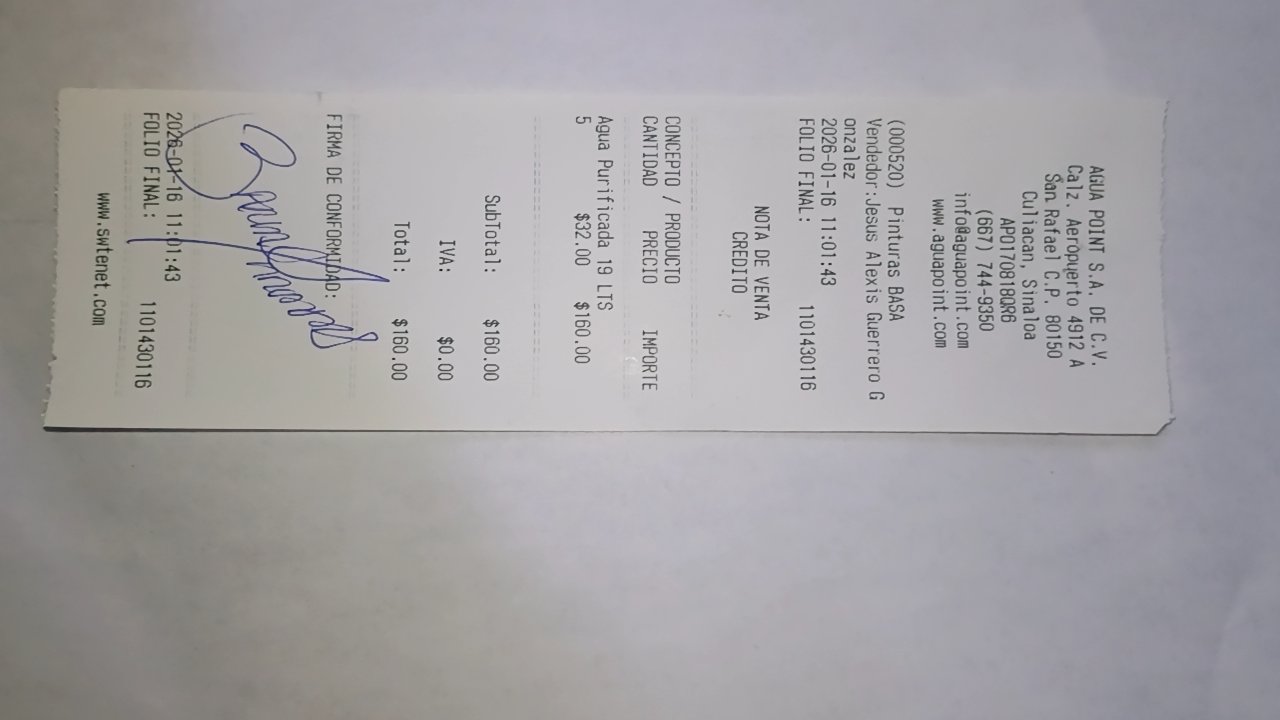 AGUA POINT S.A. DE C.V.
Calz. Aeropuerto 4912 A
San Rafael C.P. 80150
Culiacan, Sinaloa
APO170818QR6
(667) 744-9350
info@aguapoint.com
www.aguapoint.com
(000520) Pinturas BASA
Vendedor:Jesus Alexis Guerrero G
onzalez
2026-01-16 11:01:43
FOLIO FINAL: 1101430116
NOTA DE VENTA
CREDITO
CONCEPTO / PRODUCTO
CANTIDAD PRECIO IMPORTE
Agua Purificada 19 LTS
5 $32.00 $160.00
SubTotal: $160.00
IVA: $0.00
Total: $160.00
FIRMA DE CONFORMIDAD:
2026-01-16 11:01:43
FOLIO FINAL: 1101430116
www.swtenet.com